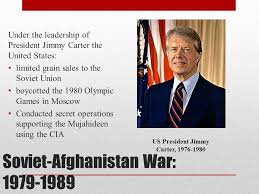 Under the leadership of
President Jimmy Carter the
United States:
• limited grain sales to the
Soviet Union
• boycotted the 1980 Olympic
Games in Moscow
• Conducted secret operations
supporting the Mujahideen
using the CIA
US President Jimmy
Carter, 1976-1980
Soviet-Afghanistan War:
1979-1989